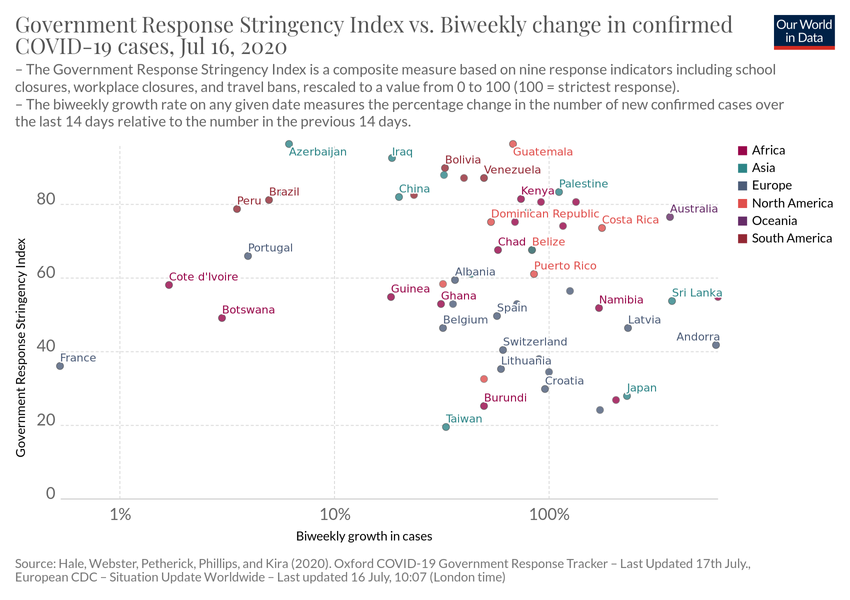 Government Response Stringency Index vs. Biweekly change in confirmed
COVID-19 cases, Jul 16, 2020
Our World
in Data
– The Government Response Stringency Index is a composite measure based on nine response indicators including school
closures, workplace closures, and travel bans, rescaled to a value from 0 to 100 (100 = strictest response).
– The biweekly growth rate on any given date measures the percentage change in the number of new confirmed cases over
the last 14 days relative to the number in the previous 14 days.
Azerbaijan
Iraq
Guatemala
Bolivia
Venezuela
China
Kenya
Palestine
Brazil
Peru
Dominican Republic
Costa Rica
Australia
Portugal
Chad
Belize
Cote d'Ivoire
Albania
Puerto Rico
Guinea
Ghana
Namibia
Sri Lanka
Botswana
Spain
Belgium
Latvia
Switzerland
Andorra
France
Lithuania
Croatia
Japan
Burundi
Taiwan
Africa
Asia
Europe
North America
Oceania
South America
Government Response Stringency Index
80
60
40
20
0
1%
10%
100%
Biweekly growth in cases
Source: Hale, Webster, Petherick, Phillips, and Kira (2020). Oxford COVID-19 Government Response Tracker – Last Updated 17th July.,
European CDC – Situation Update Worldwide – Last updated 16 July, 10:07 (London time)